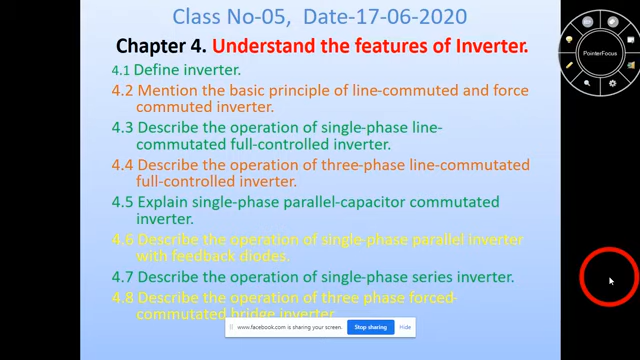 Class No-05, Date-17-06-2020
Chapter 4. Understand the features of Inverter.
4.1 Define inverter.
4.2 Mention the basic principle of line-commuted and force
commuted inverter.
4.3 Describe the operation of single-phase line-
commutated full-controlled inverter.
4.4 Describe the operation of three-phase line-commutated
full-controlled inverter.
4.5 Explain single-phase parallel-capacitor commutated
inverter.
4.6 Describe the operation of single-phase parallel inverter
with feedback diodes.
4.7 Describe the operation of single-phase series inverter.
4.8 Describe the operation of three phase forced-
commutated bridge inverter.
www.facebook.com is sharing your screen.
Stop sharing
Hide
PointerFocus